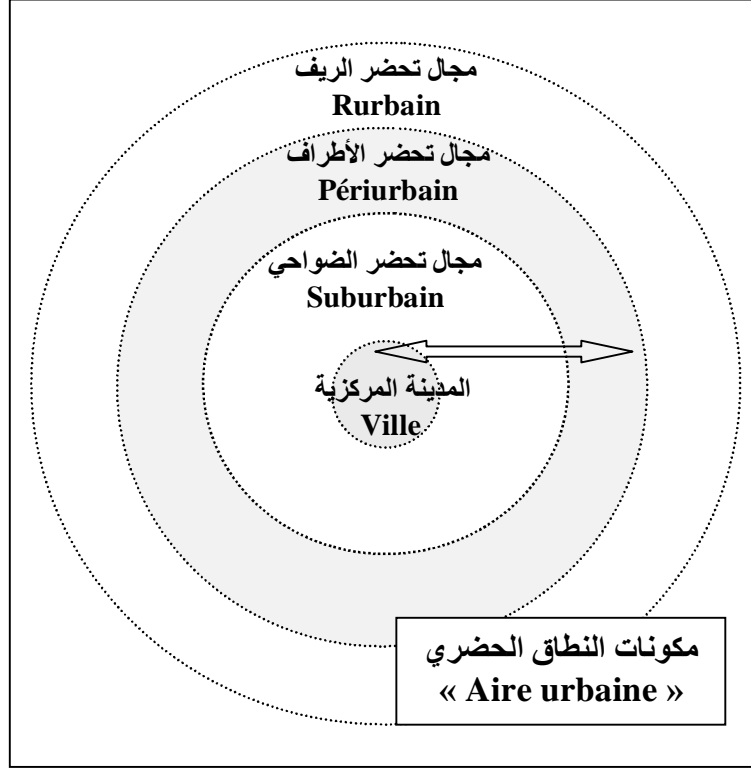 مجال تحضر الريف
Rurbain
مجال تحضر الأطراف
Périurbain
مجال تحضر الضواحي
Suburbain
المدينة المركزية
Ville
مكونات النطاق الحضري
« Aire urbaine »